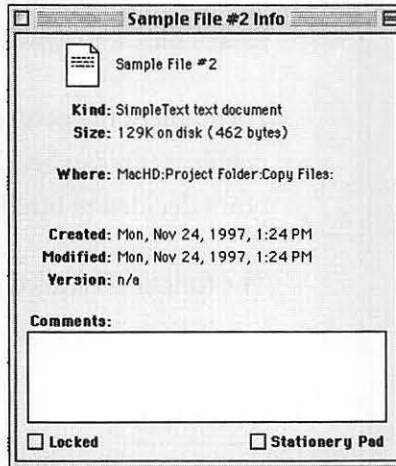 Sample File #2 Info
Sample File #2
Kind: SimpleText text document
Size: 129K on disk (462 bytes)
Where: MacHD:Project Folder:Copy Files:
Created: Mon, Nov 24, 1997, 1:24 PM
Modified: Mon, Nov 24, 1997, 1:24 PM
Version: n/a
Comments:
Locked
Stationery Pad